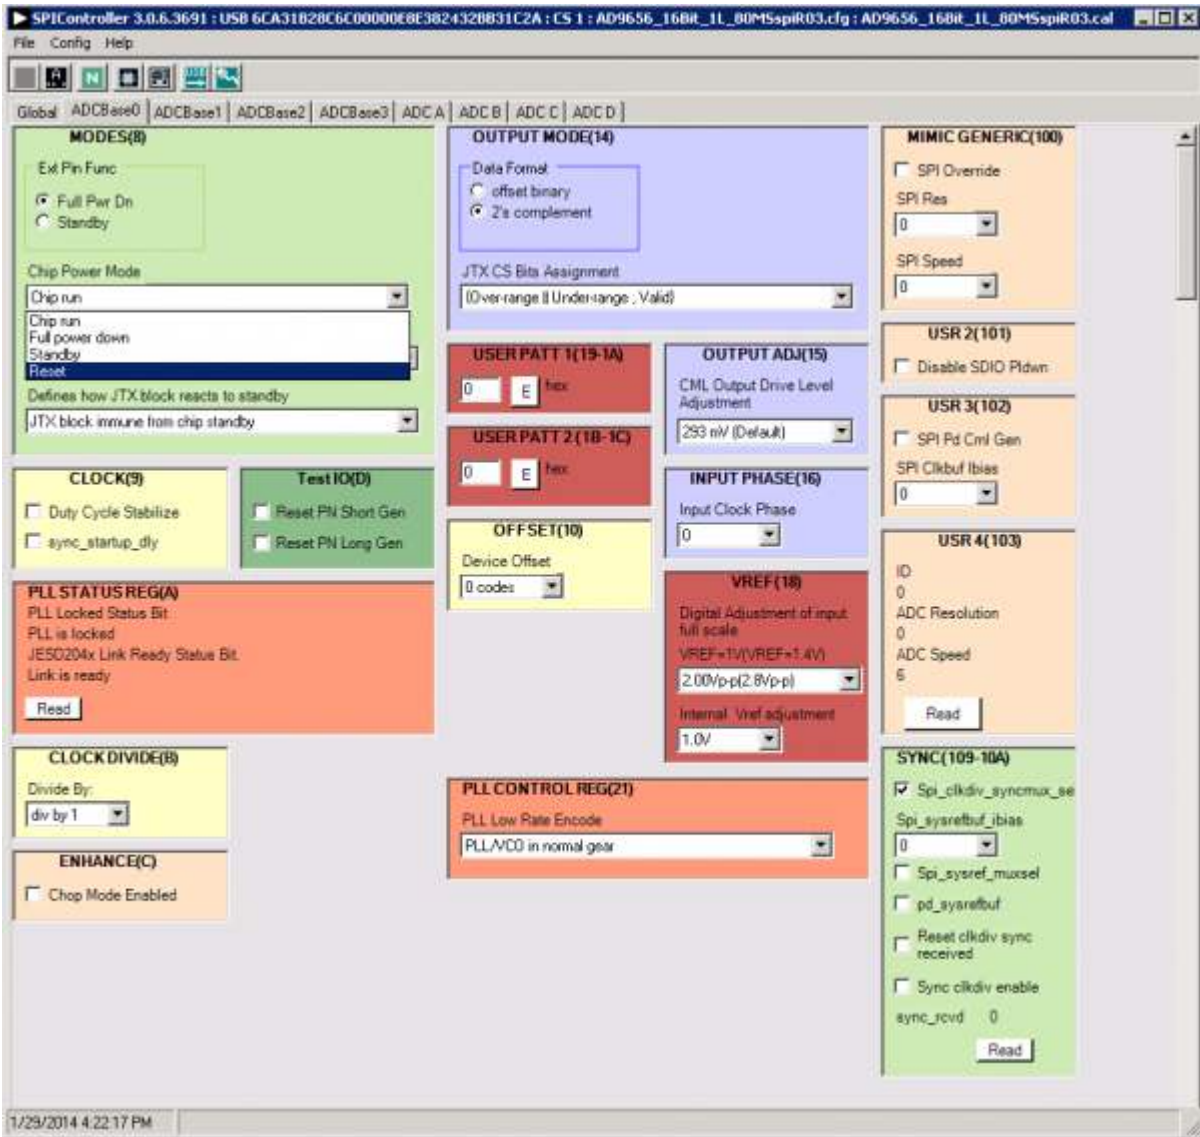 SPIController 3.0.6.3691 : USB 6CA31B28C6C00000E8E382432BB31C2A : CS 1 : AD9656_16Bit_1L_80MSspiR03.cfg : AD9656_16Bit_1L_80MSspiR03.cal
File Config Help
Global ADCBase0 ADCBase1 ADCBase2 ADCBase3 ADC A ADC B ADC C ADC D
MODES(8)
Ext Pin Func
Full Pwr Dn
Standby
Chip Power Mode
Chip run
Chip run
Full power down
Standby
Reset
Defines how JTX block reacts to standby
JTX block immune from chip standby
CLOCK(9)
Duty Cycle Stabilize
sync_startup_dly
Test IO(D)
Reset PN Short Gen
Reset PN Long Gen
PLL STATUS REG(A)
PLL Locked Status Bit
PLL is locked
JESD204x Link Ready Status Bit.
Link is ready
Read
CLOCK DIVIDE(B)
Divide By:
div by 1
ENHANCE(C)
Chop Mode Enabled
OUTPUT MODE(14)
Data Format
offset binary
2's complement
JTX CS Bits Assignment
(Over-range || Under-range , Valid)
USER PATT 1(19-1A)
0 E hex
USER PATT 2 (1B-1C)
0 E hex
OFFSET(10)
Device Offset
0 codes
OUTPUT ADJ(15)
CML Output Drive Level
Adjustment
293 mV (Default)
INPUT PHASE(16)
Input Clock Phase
0
VREF(18)
Digital Adjustment of input
full scale
VREF=1V(VREF=1.4V)
2.00Vp-p(2.8Vp-p)
Internal Vref adjustment
1.0V
PLL CONTROL REG(21)
PLL Low Rate Encode
PLL/VCO in normal gear
MIMIC GENERIC(100)
SPI Override
SPI Res
0
SPI Speed
0
USR 2(101)
Disable SDIO Pldwn
USR 3(102)
SPI Pd Cml Gen
SPI Clkbuf Ibias
0
USR 4(103)
ID
0
ADC Resolution
0
ADC Speed
6
Read
SYNC(109-10A)
Spi_clkdiv_syncmux_se
Spi_sysrefbuf_ibias
0
Spi_sysref_muxsel
pd_sysrefbuf
Reset clkdiv sync
received
Sync clkdiv enable
sync_rcvd 0
Read
1/29/2014 4:22:17 PM